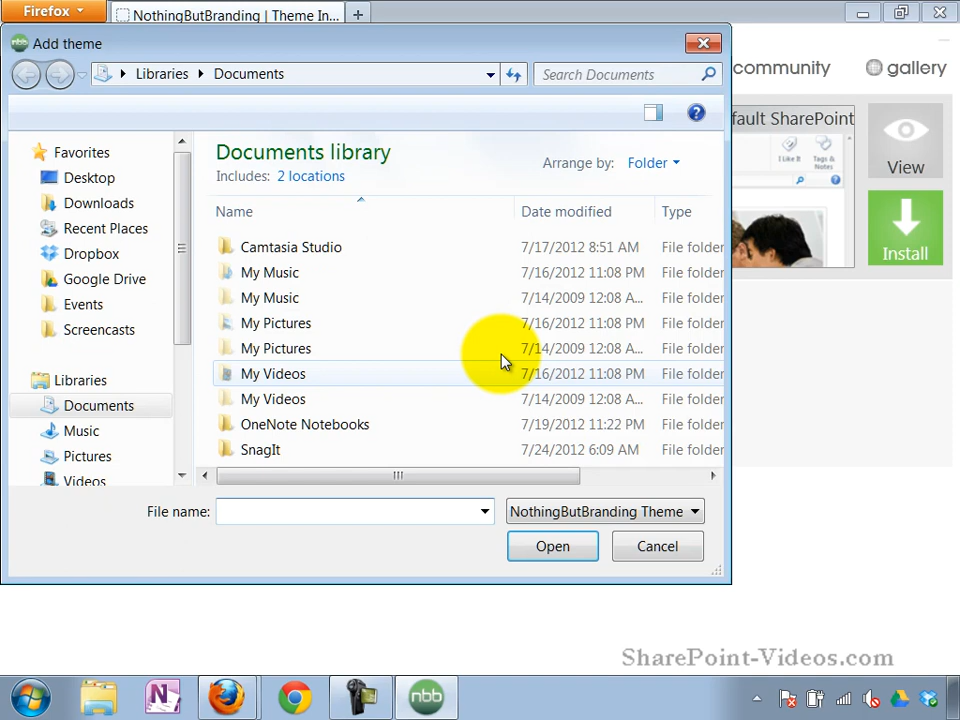 Firefox
NothingButBranding | Theme In...
Add theme
Libraries
Documents
Search Documents
community
gallery
Favorites
Desktop
Downloads
Recent Places
Dropbox
Google Drive
Events
Screencasts
Libraries
Documents
Music
Pictures
Videos
Documents library
Includes: 2 locations
Arrange by: Folder
Name Date modified Type
Camtasia Studio 7/17/2012 8:51 AM File folder
My Music 7/16/2012 11:08 PM File folder
My Music 7/14/2009 12:08 A... File folder
My Pictures 7/16/2012 11:08 PM File folder
My Pictures 7/14/2009 12:08 A... File folder
My Videos 7/16/2012 11:08 PM File folder
My Videos 7/14/2009 12:08 A... File folder
OneNote Notebooks 7/19/2012 11:22 PM File folder
SnagIt 7/24/2012 6:09 AM File folder
File name:
NothingButBranding Theme
Open
Cancel
fault SharePoint
I Like It
Tags & Notes
View
Install
SharePoint-Videos.com
nbb